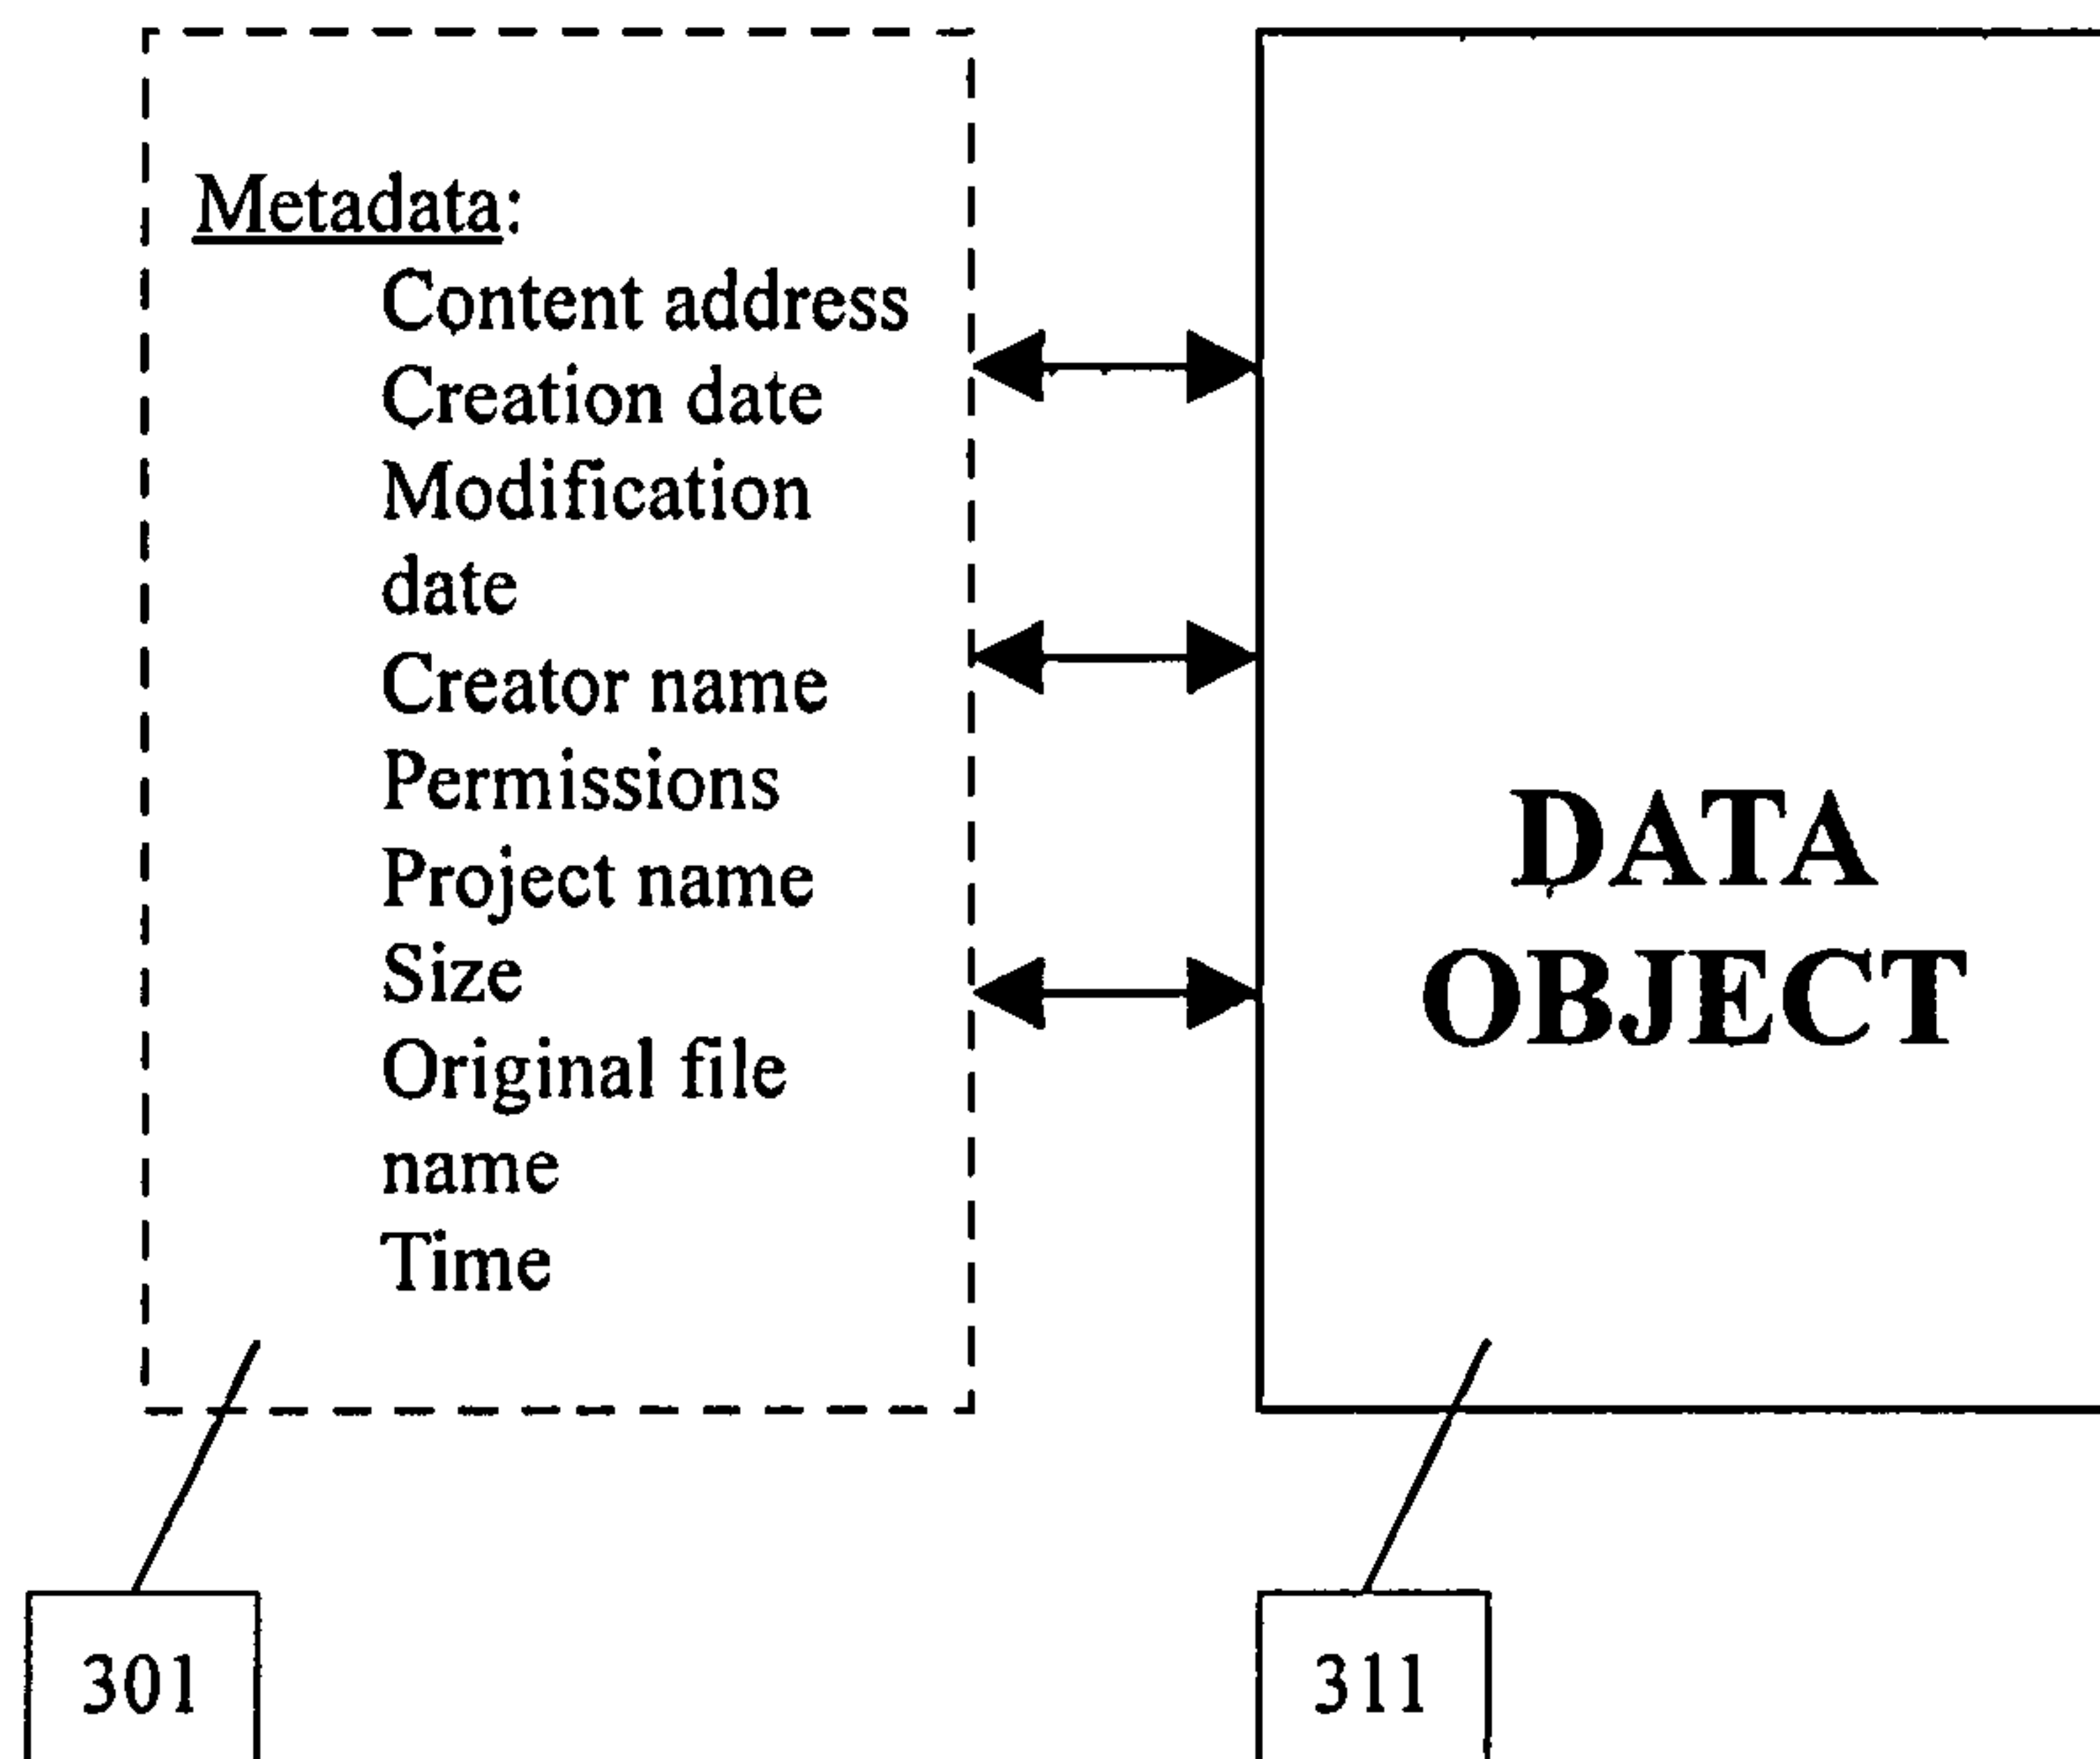 Metadata:
Content address
Creation date
Modification
date
Creator name
Permissions
Project name
Size
Original file
name
Time
DATA
OBJECT
301
311